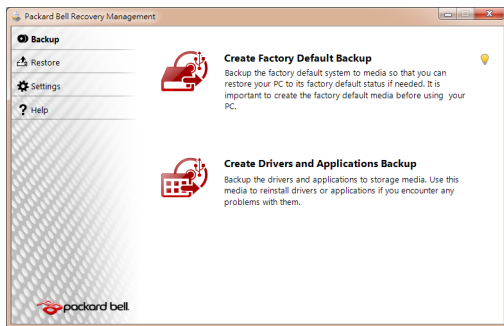 Packard Bell Recovery Management
Backup
Restore
Settings
Help
Create Factory Default Backup
Backup the factory default system to media so that you can
restore your PC to its factory default status if needed. It is
important to create the factory default media before using your
PC.
Create Drivers and Applications Backup
Backup the drivers and applications to storage media. Use this
media to reinstall drivers or applications if you encounter any
problems with them.
packard bell.